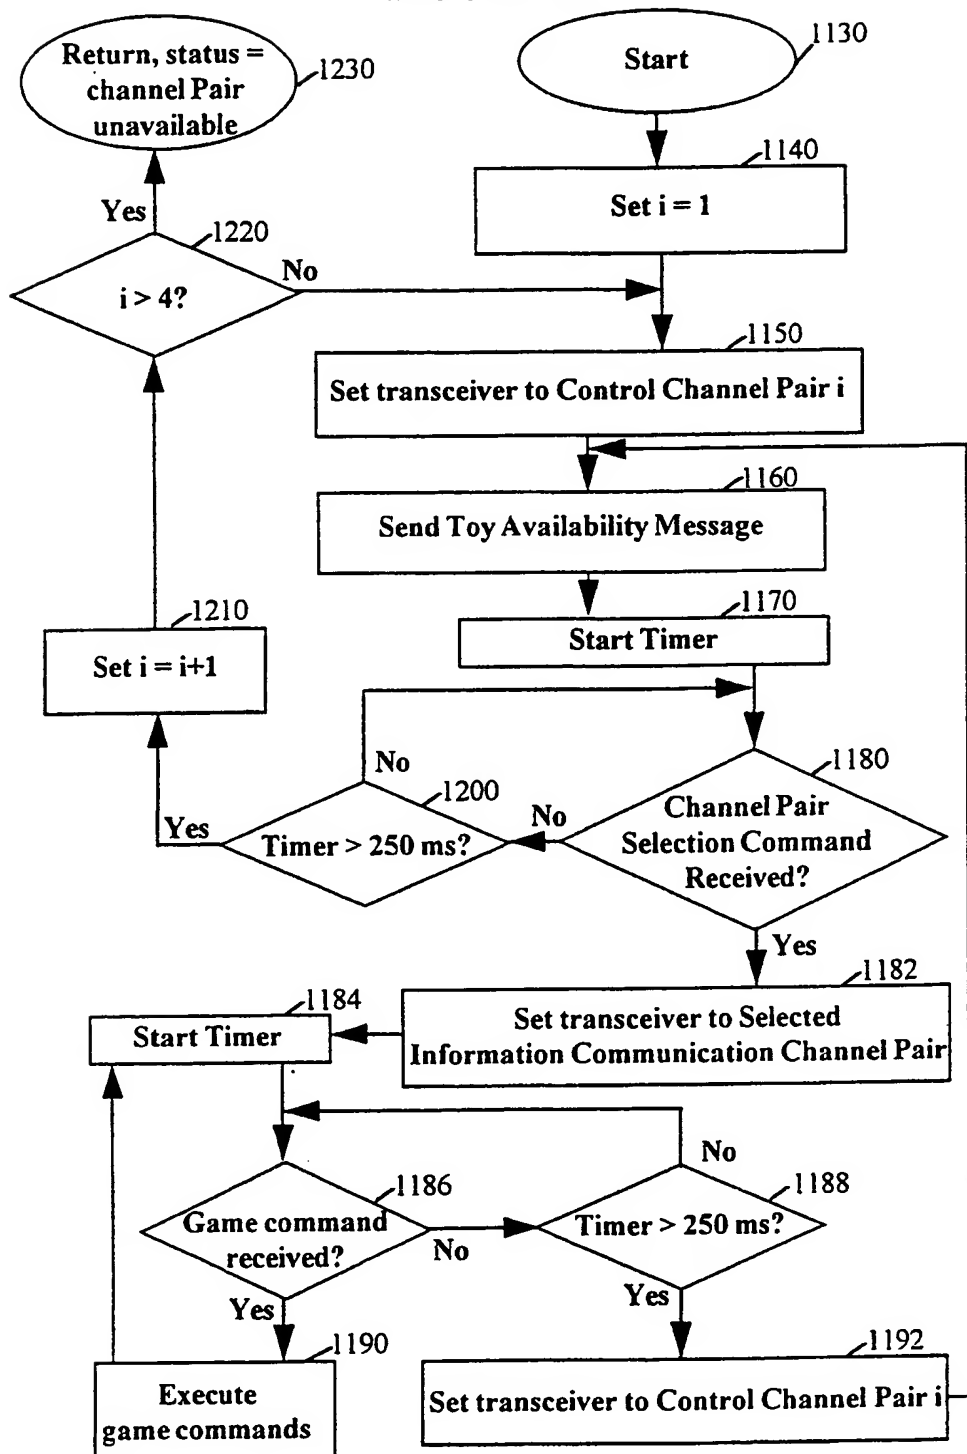 Return, status =
channel Pair
unavailable
1230
Start
1130
1140
Set i = 1
Yes
1220
i > 4?
No
1150
Set transceiver to Control Channel Pair i
1160
Send Toy Availability Message
1170
Start Timer
1210
Set i = i+1
No
1200
Timer > 250 ms?
Yes
No
1180
Channel Pair
Selection Command
Received?
Yes
1182
Set transceiver to Selected
Information Communication Channel Pair
1184
Start Timer
1186
Game command
received?
No
Yes
No
1188
Timer > 250 ms?
Yes
1190
Execute
game commands
1192
Set transceiver to Control Channel Pair i